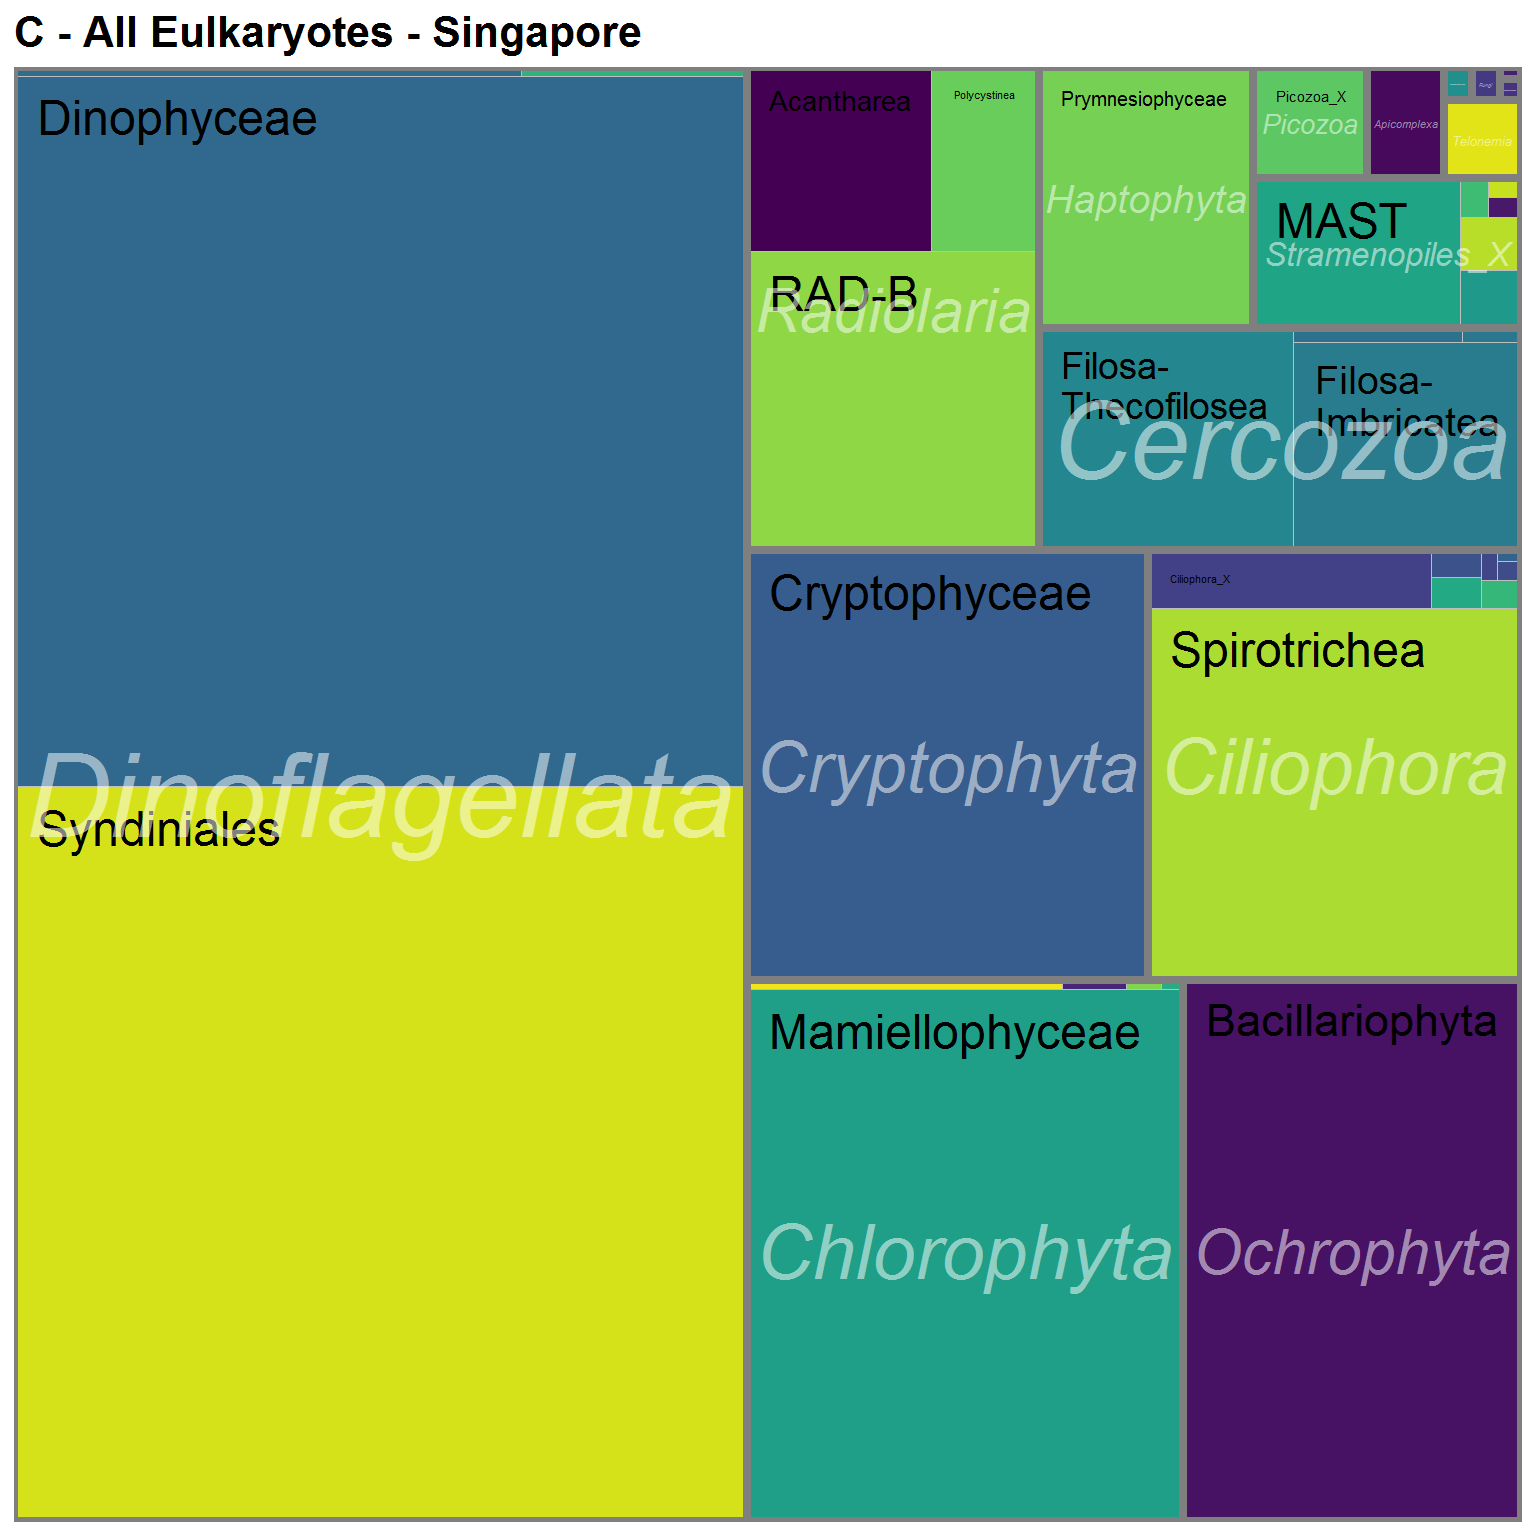 C - All Eulkaryotes - Singapore
Dinophyceae
Dinoflagellata
Syndiniales
Acantharea
Polycystinea
RAD-B
Radiolaria
Prymnesiophyceae
Haptophyta
Picozoa_X
Picozoa
Apicomplexa
Fungi
Telonemia
MAST
Stramenopiles_X
Filosa-
Thecofilosea
Filosa-
Imbricatea
Cercozoa
Cryptophyceae
Cryptophyta
Ciliophora_X
Spirotrichea
Ciliophora
Mamiellophyceae
Chlorophyta
Bacillariophyta
Ochrophyta